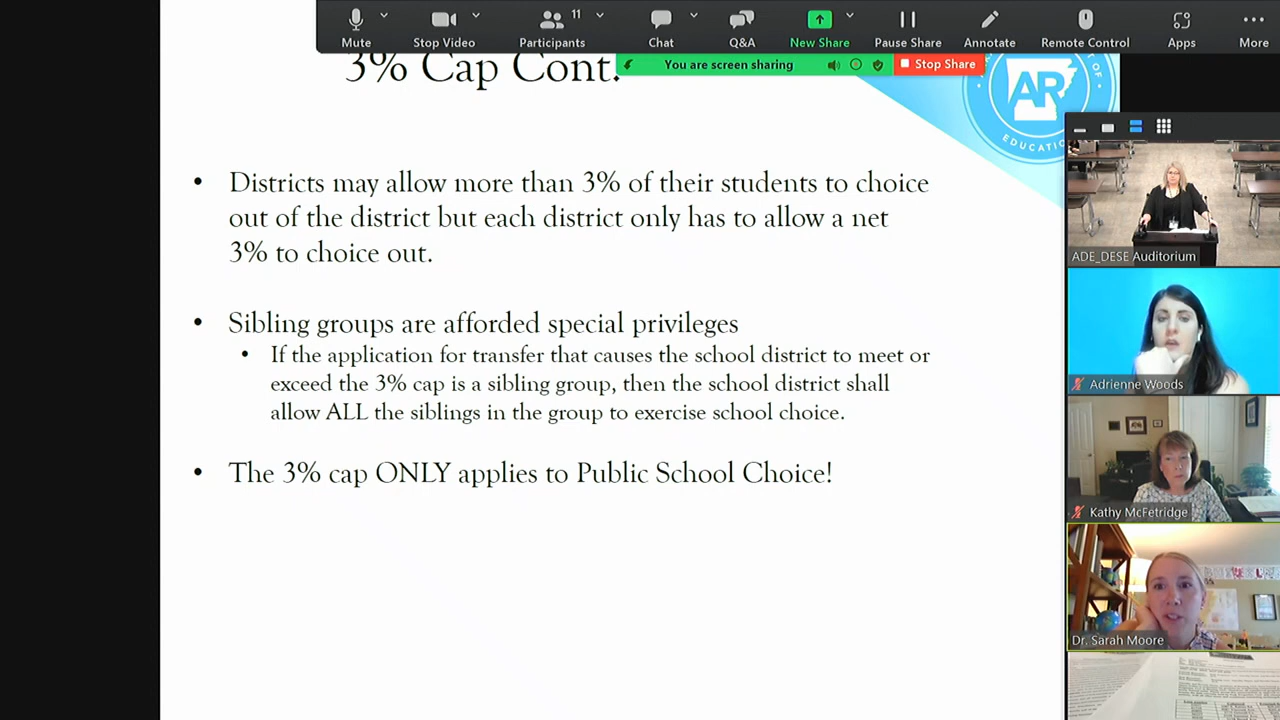 Mute
Stop Video
Participants
11
Chat
Q&A
New Share
Pause Share
Annotate
Remote Control
Apps
More
You are screen sharing
Stop Share
3% Cap Cont.
AR
EDUCATIO
• Districts may allow more than 3% of their students to choice
out of the district but each district only has to allow a net
3% to choice out.
• Sibling groups are afforded special privileges
• If the application for transfer that causes the school district to meet or
exceed the 3% cap is a sibling group, then the school district shall
allow ALL the siblings in the group to exercise school choice.
• The 3% cap ONLY applies to Public School Choice!
ADE_DESE Auditorium
Adrienne Woods
Kathy McFetridge
Dr. Sarah Moore